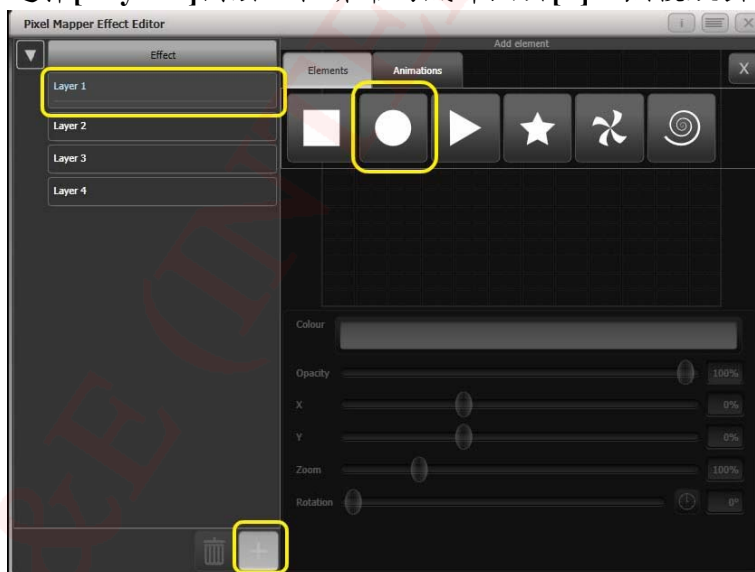 Pixel Mapper Effect Editor
Add element
Effect
Elements
Animations
X
Layer 1
Layer 2
Layer 3
Layer 4
Colour
Opacity
100%
X
0%
Y
0%
Zoom
100%
Rotation
0°